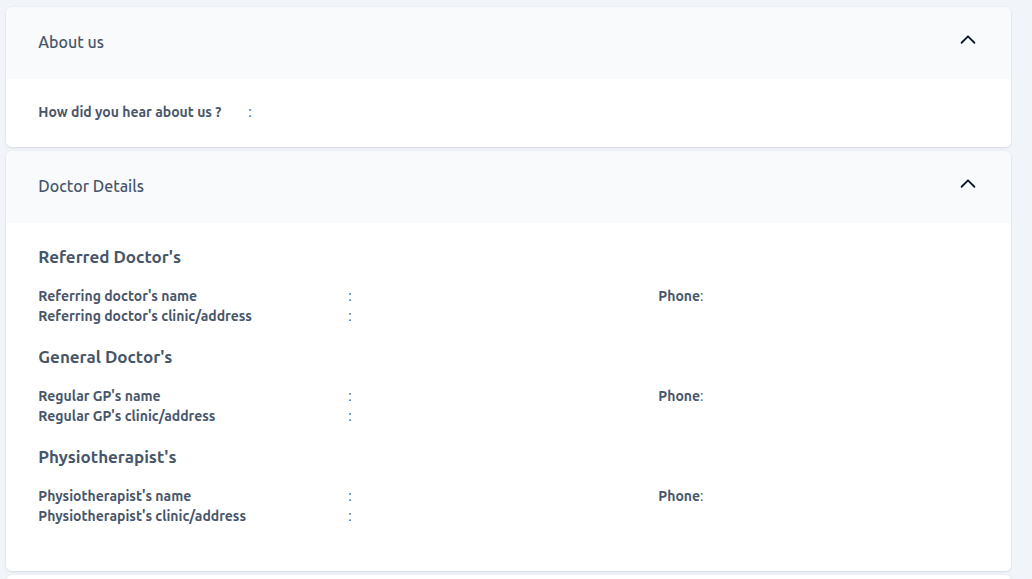 About us
How did you hear about us ? :
Doctor Details
Referred Doctor's
Referring doctor's name : Phone:
Referring doctor's clinic/address :
General Doctor's
Regular GP's name : Phone:
Regular GP's clinic/address :
Physiotherapist's
Physiotherapist's name : Phone:
Physiotherapist's clinic/address :